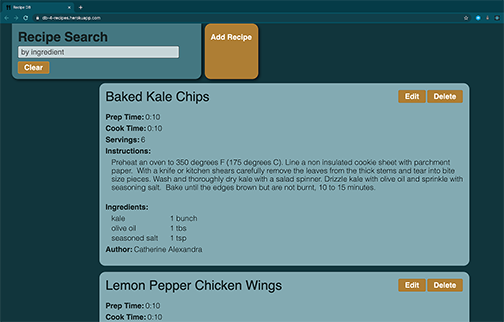 Recipe DB
db-4-recipes.herokuapp.com
Recipe Search
by ingredient
Clear
Add Recipe
Baked Kale Chips
Edit
Delete
Prep Time: 0:10
Cook Time: 0:10
Servings: 6
Instructions:
Preheat an oven to 350 degrees F (175 degrees C). Line a non insulated cookie sheet with parchment
paper. With a knife or kitchen shears carefully remove the leaves from the thick stems and tear into bite
size pieces. Wash and thoroughly dry kale with a salad spinner. Drizzle kale with olive oil and sprinkle with
seasoning salt. Bake until the edges brown but are not burnt, 10 to 15 minutes.
Ingredients:
kale 1 bunch
olive oil 1 tbs
seasoned salt 1 tsp
Author: Catherine Alexandra
Lemon Pepper Chicken Wings
Edit
Delete
Prep Time: 0:10
Cook Time: 0:10